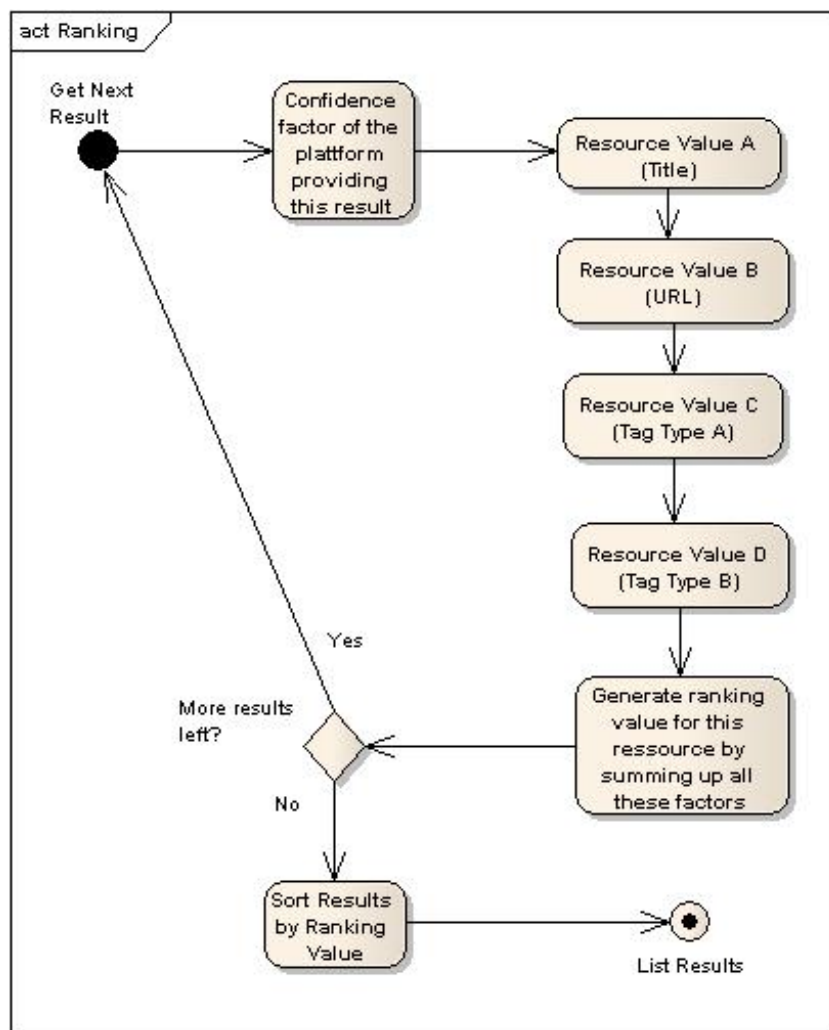 act Ranking
Get Next
Result
Confidence
factor of the
plattform
providing
this result
Resource Value A
(Title)
Resource Value B
(URL)
Resource Value C
(Tag Type A)
Resource Value D
(Tag Type B)
Generate ranking
value for this
ressource by
summing up all
these factors
Yes
More results
left?
No
Sort Results
by Ranking
Value
List Results